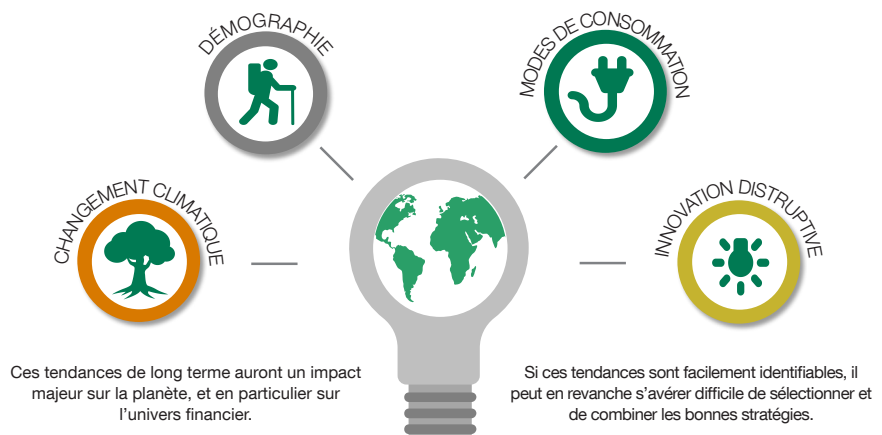 DÉMOGRAPHIE
MODES DE CONSOMMATION
CHANGEMENT CLIMATIQUE
INNOVATION DISTRUPTIVE
Ces tendances de long terme auront un impact
majeur sur la planète, et en particulier sur
l’univers financier.
Si ces tendances sont facilement identifiables, il
peut en revanche s’avérer difficile de sélectionner et
de combiner les bonnes stratégies.